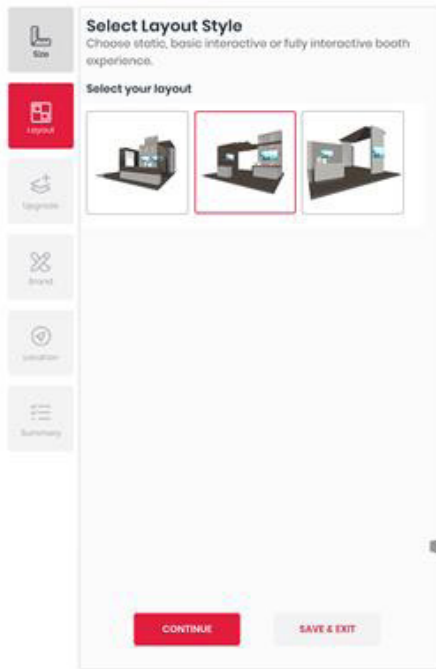 Size
Layout
Upgrade
Brand
Location
Summary
Select Layout Style
Choose static, basic interactive or fully interactive booth
experience.
Select your layout
CONTINUE
SAVE & EXIT